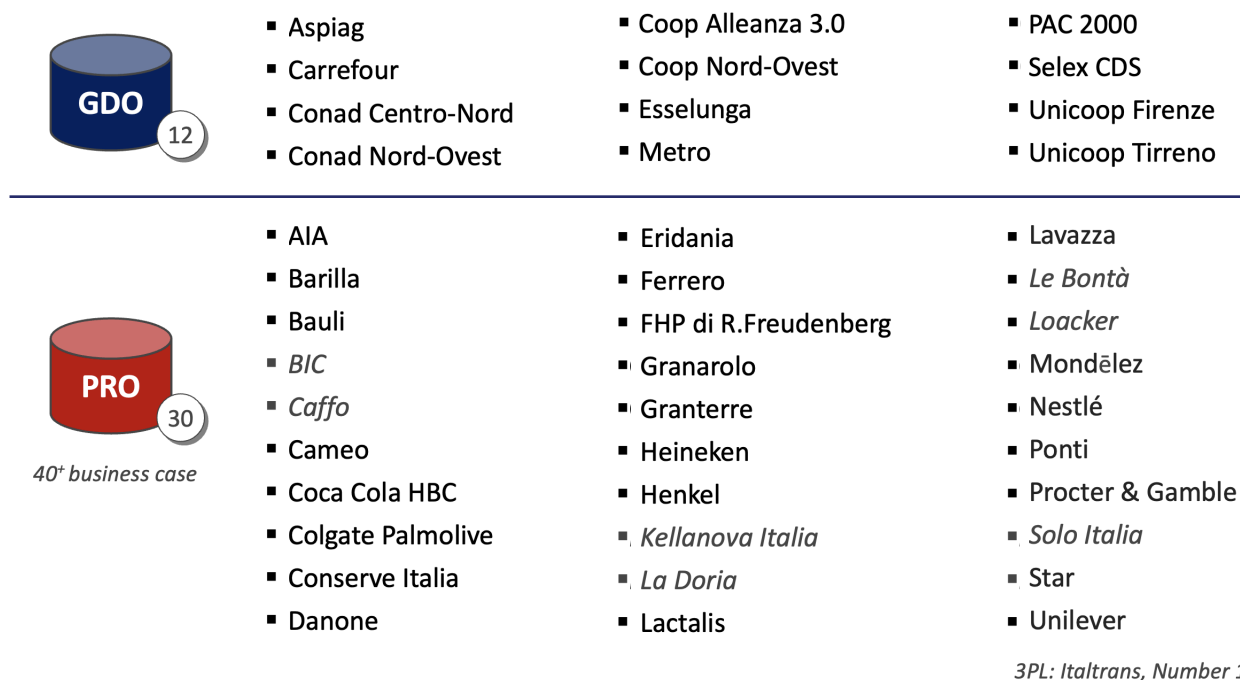 GDO
12
▪ Aspiag
▪ Carrefour
▪ Conad Centro-Nord
▪ Conad Nord-Ovest
▪ Coop Alleanza 3.0
▪ Coop Nord-Ovest
▪ Esselunga
▪ Metro
▪ PAC 2000
▪ Selex CDS
▪ Unicoop Firenze
▪ Unicoop Tirreno
PRO
30
40+ business case
▪ AIA
▪ Barilla
▪ Bauli
▪ BIC
▪ Caffo
▪ Cameo
▪ Coca Cola HBC
▪ Colgate Palmolive
▪ Conserve Italia
▪ Danone
▪ Eridania
▪ Ferrero
▪ FHP di R.Freudenberg
▪ Granarolo
▪ Granterre
▪ Heineken
▪ Henkel
▪ Kellanova Italia
▪ La Doria
▪ Lactalis
▪ Lavazza
▪ Le Bontà
▪ Loacker
▪ Mondēlez
▪ Nestlé
▪ Ponti
▪ Procter & Gamble
▪ Solo Italia
▪ Star
▪ Unilever
3PL: Italtrans, Number 1